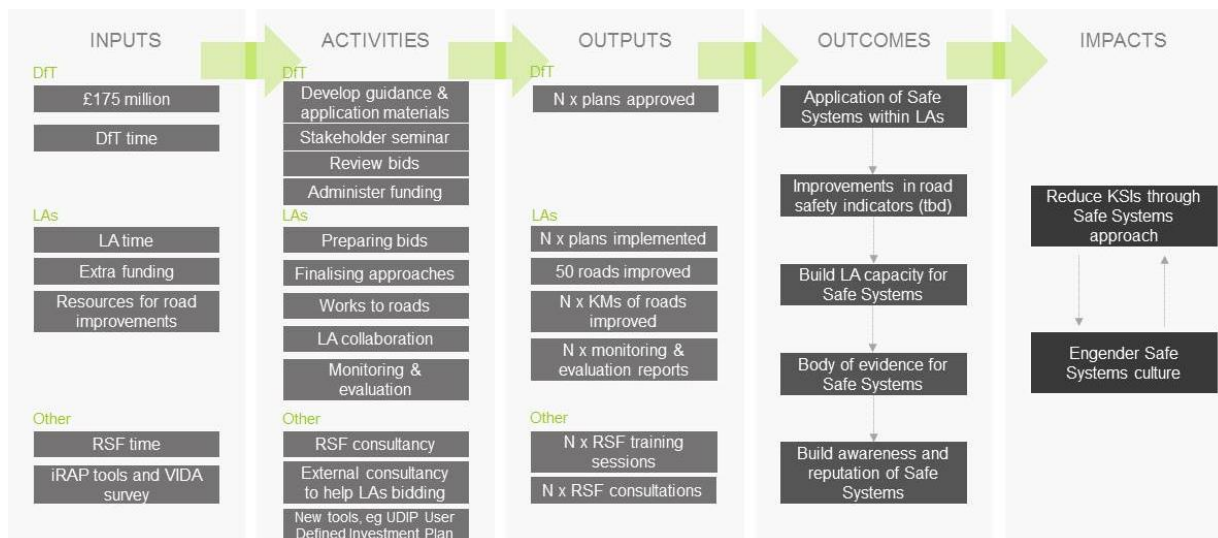 INPUTS
DfT
£175 million
DfT time
LAs
LA time
Extra funding
Resources for road
improvements
Other
RSF time
iRAP tools and VIDA
survey
ACTIVITIES
DfT
Develop guidance &
application materials
Stakeholder seminar
Review bids
Administer funding
LAs
Preparing bids
Finalising approaches
Works to roads
LA collaboration
Monitoring &
evaluation
Other
RSF consultancy
External consultancy
to help LAs bidding
New tools, eg UDIP User
Defined Investment Plan
OUTPUTS
DfT
N x plans approved
LAs
N x plans implemented
50 roads improved
N x KMs of roads
improved
N x monitoring &
evaluation reports
Other
N x RSF training
sessions
N x RSF consultations
OUTCOMES
Application of Safe
Systems within LAs
Improvements in road
safety indicators (tbd)
Build LA capacity for
Safe Systems
Body of evidence for
Safe Systems
Build awareness and
reputation of Safe
Systems
IMPACTS
Reduce KSIs through
Safe Systems
approach
Engender Safe
Systems culture